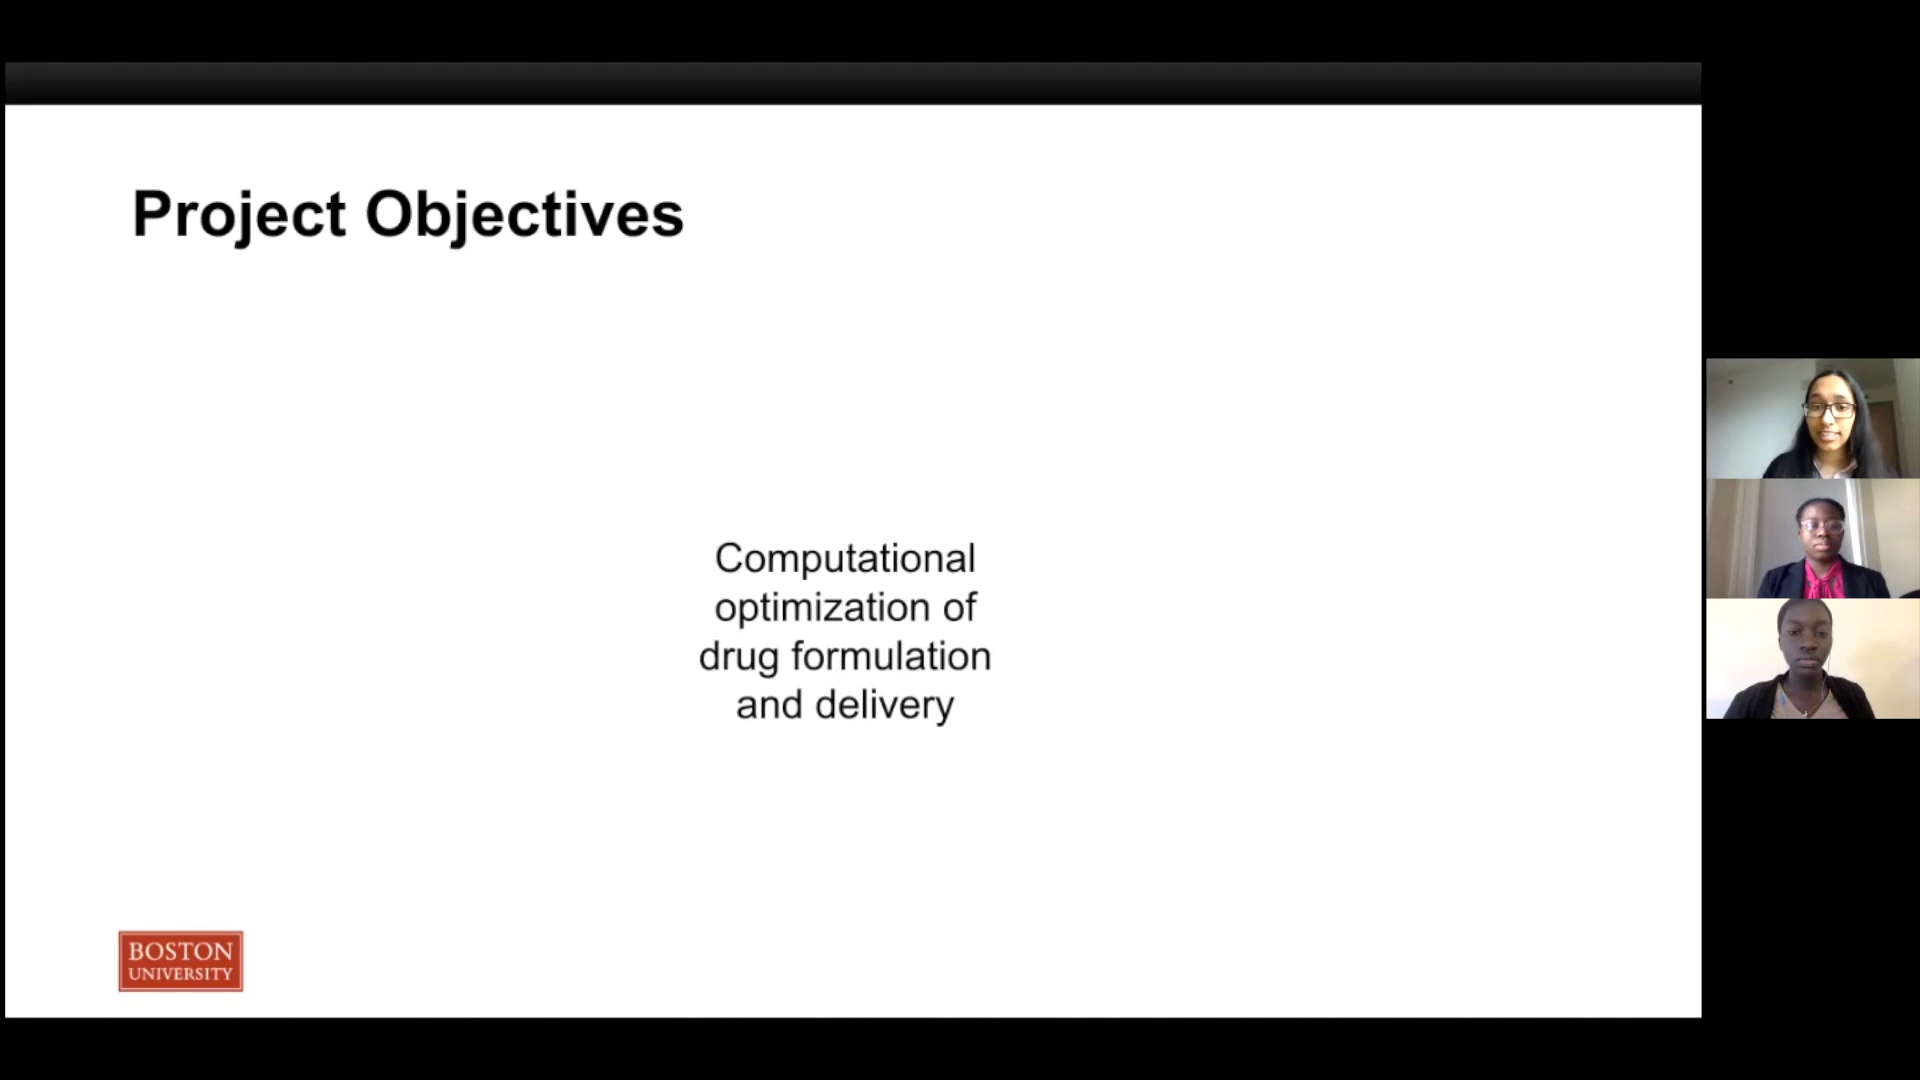 Project Objectives
Computational
optimization of
drug formulation
and delivery
BOSTON
UNIVERSITY